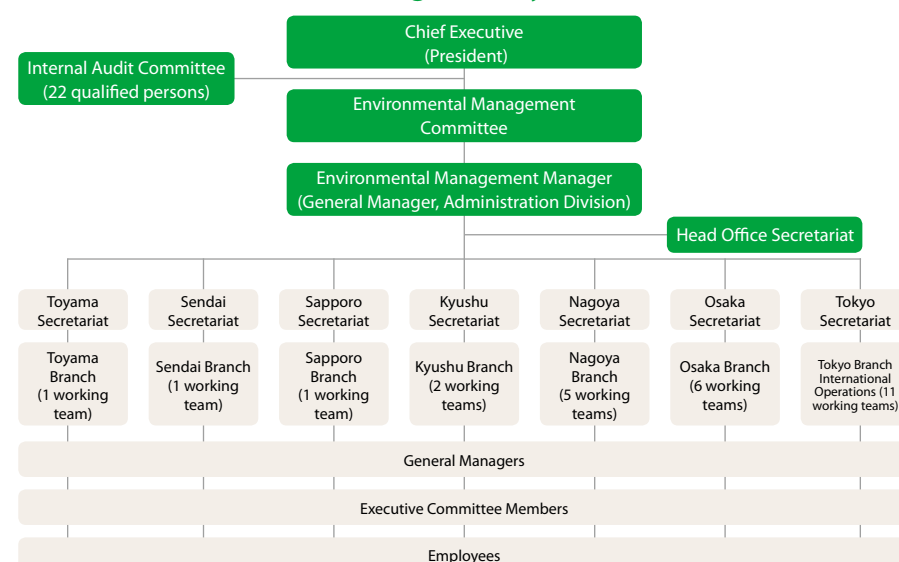 Chief Executive
(President)
Internal Audit Committee
(22 qualified persons)
Environmental Management
Committee
Environmental Management Manager
(General Manager, Administration Division)
Head Office Secretariat
Toyama
Secretariat
Sendai
Secretariat
Sapporo
Secretariat
Kyushu
Secretariat
Nagoya
Secretariat
Osaka
Secretariat
Tokyo
Secretariat
Toyama
Branch
(1 working
team)
Sendai Branch
(1 working
team)
Sapporo
Branch
(1 working
team)
Kyushu Branch
(2 working
teams)
Nagoya
Branch
(5 working
teams)
Osaka Branch
(6 working
teams)
Tokyo Branch
International
Operations (11
working teams)
General Managers
Executive Committee Members
Employees